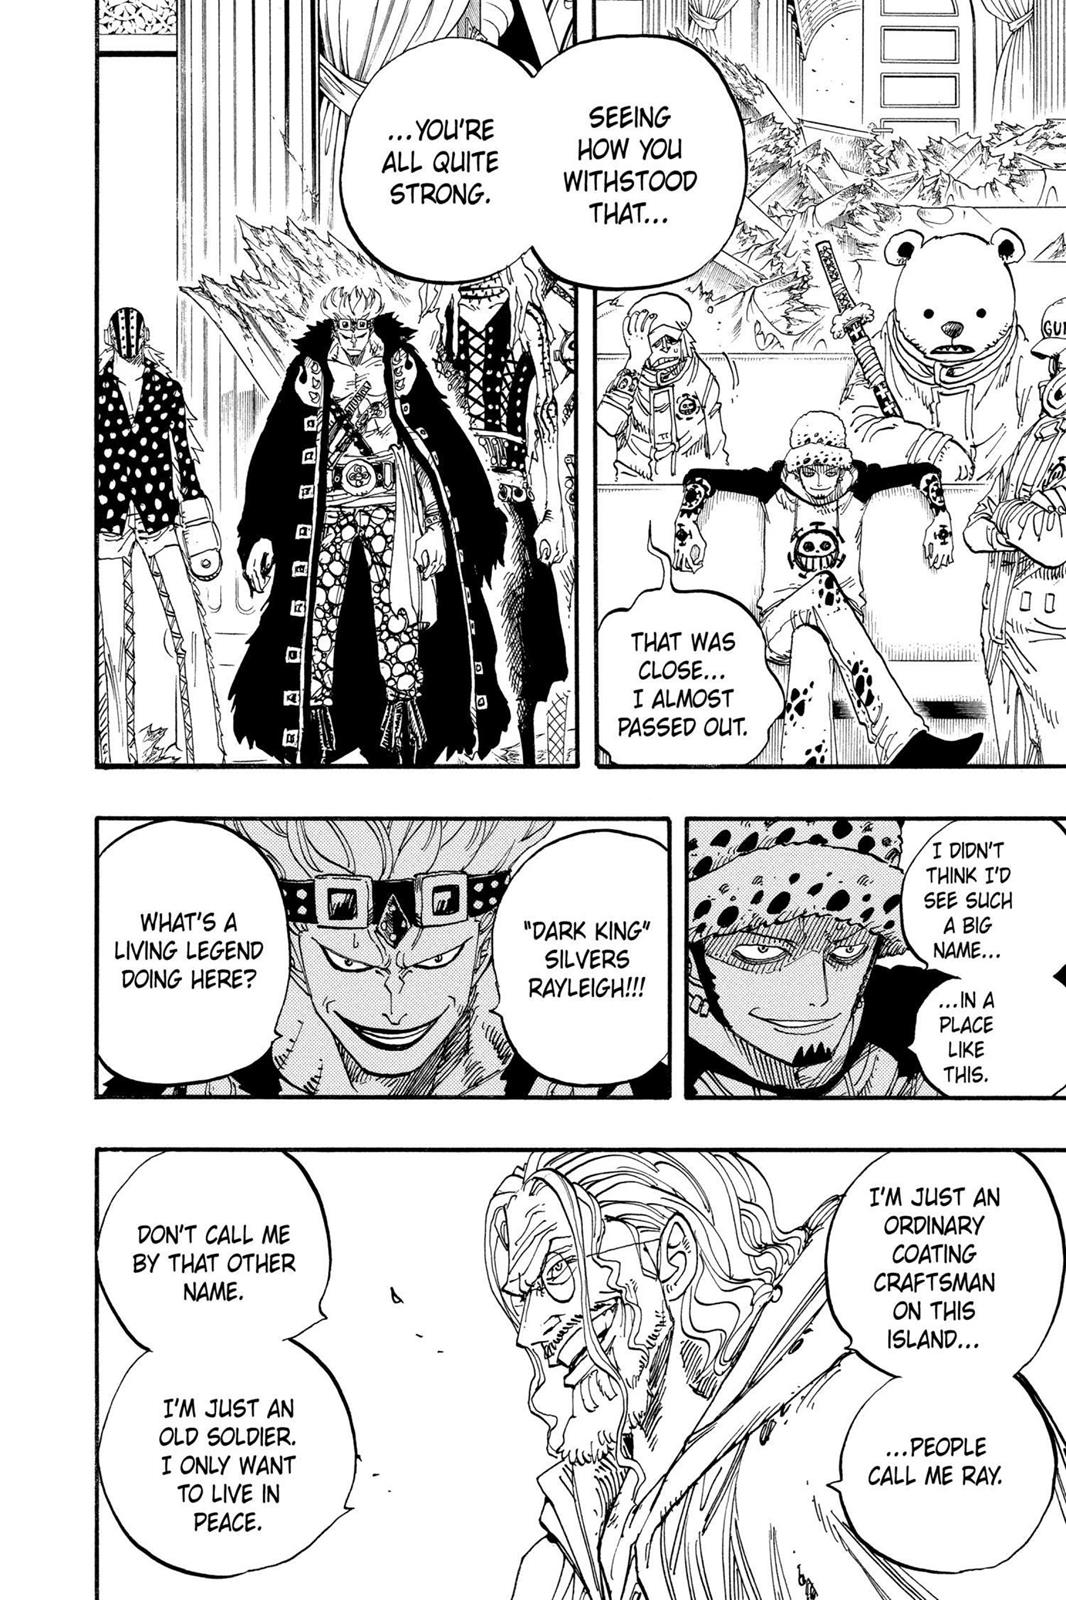 SEEING
HOW YOU
WITHSTOOD
THAT...
...YOU'RE
ALL QUITE
STRONG.
GUN
THAT WAS
CLOSE...
I ALMOST
PASSED OUT.
I DIDN'T
THINK I'D
SEE SUCH
A BIG
NAME...
...IN A
PLACE
LIKE
THIS.
"DARK KING"
SILVERS
RAYLEIGH!!!
WHAT'S A
LIVING LEGEND
DOING HERE?
I'M JUST AN
ORDINARY
COATING
CRAFTSMAN
ON THIS
ISLAND...
...PEOPLE
CALL ME RAY.
DON'T CALL ME
BY THAT OTHER
NAME.
I'M JUST AN
OLD SOLDIER.
I ONLY WANT
TO LIVE IN
PEACE.